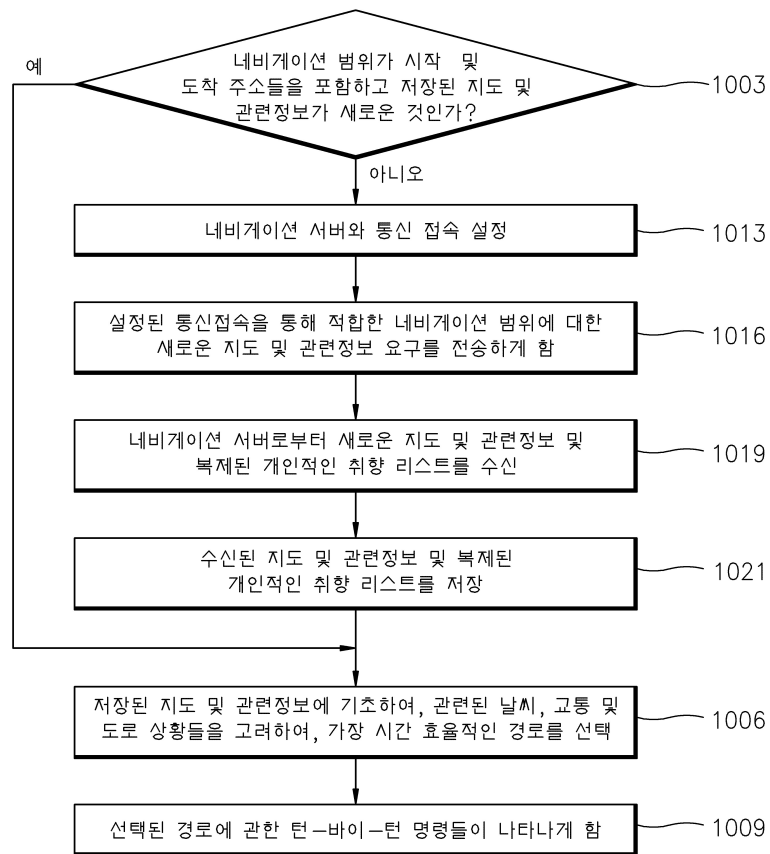 네비게이션 범위가 시작 및
예
도착 주소들을 포함하고 저장된 지도 및
1003
관련정보가 새로운 것인가?
아니오
네비게이션 서버와 통신 접속 설정
1013
설정된 통신접속을 통해 적합한 네비게이션 범위에 대한
새로운 지도 및 관련정보 요구를 전송하게 함
1016
네비게이션 서버로부터 새로운 지도 및 관련정보 및
복제된 개인적인 취향 리스트를 수신
1019
수신된 지도 및 관련정보 및 복제된
개인적인 취향 리스트를 저장
1021
저장된 지도 및 관련정보에 기초하여, 관련된 날씨, 교통 및
도로 상황들을 고려하여, 가장 시간 효율적인 경로를 선택
1006
선택된 경로에 관한 턴-바이-턴 명령들이 나타나게 함
1009